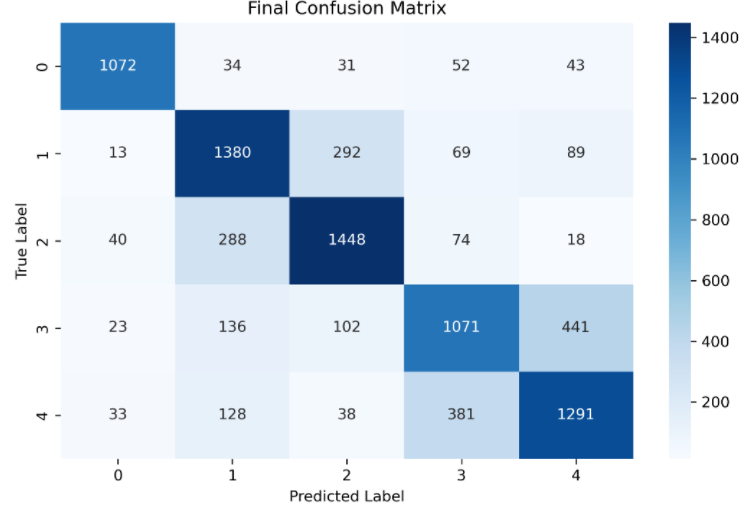 Final Confusion Matrix
0 1072 34 31 52 43
1 13 1380 292 69 89
2 40 288 1448 74 18
3 23 136 102 1071 441
4 33 128 38 381 1291
0 1 2 3 4
Predicted Label
True Label
1400
1200
1000
800
600
400
200